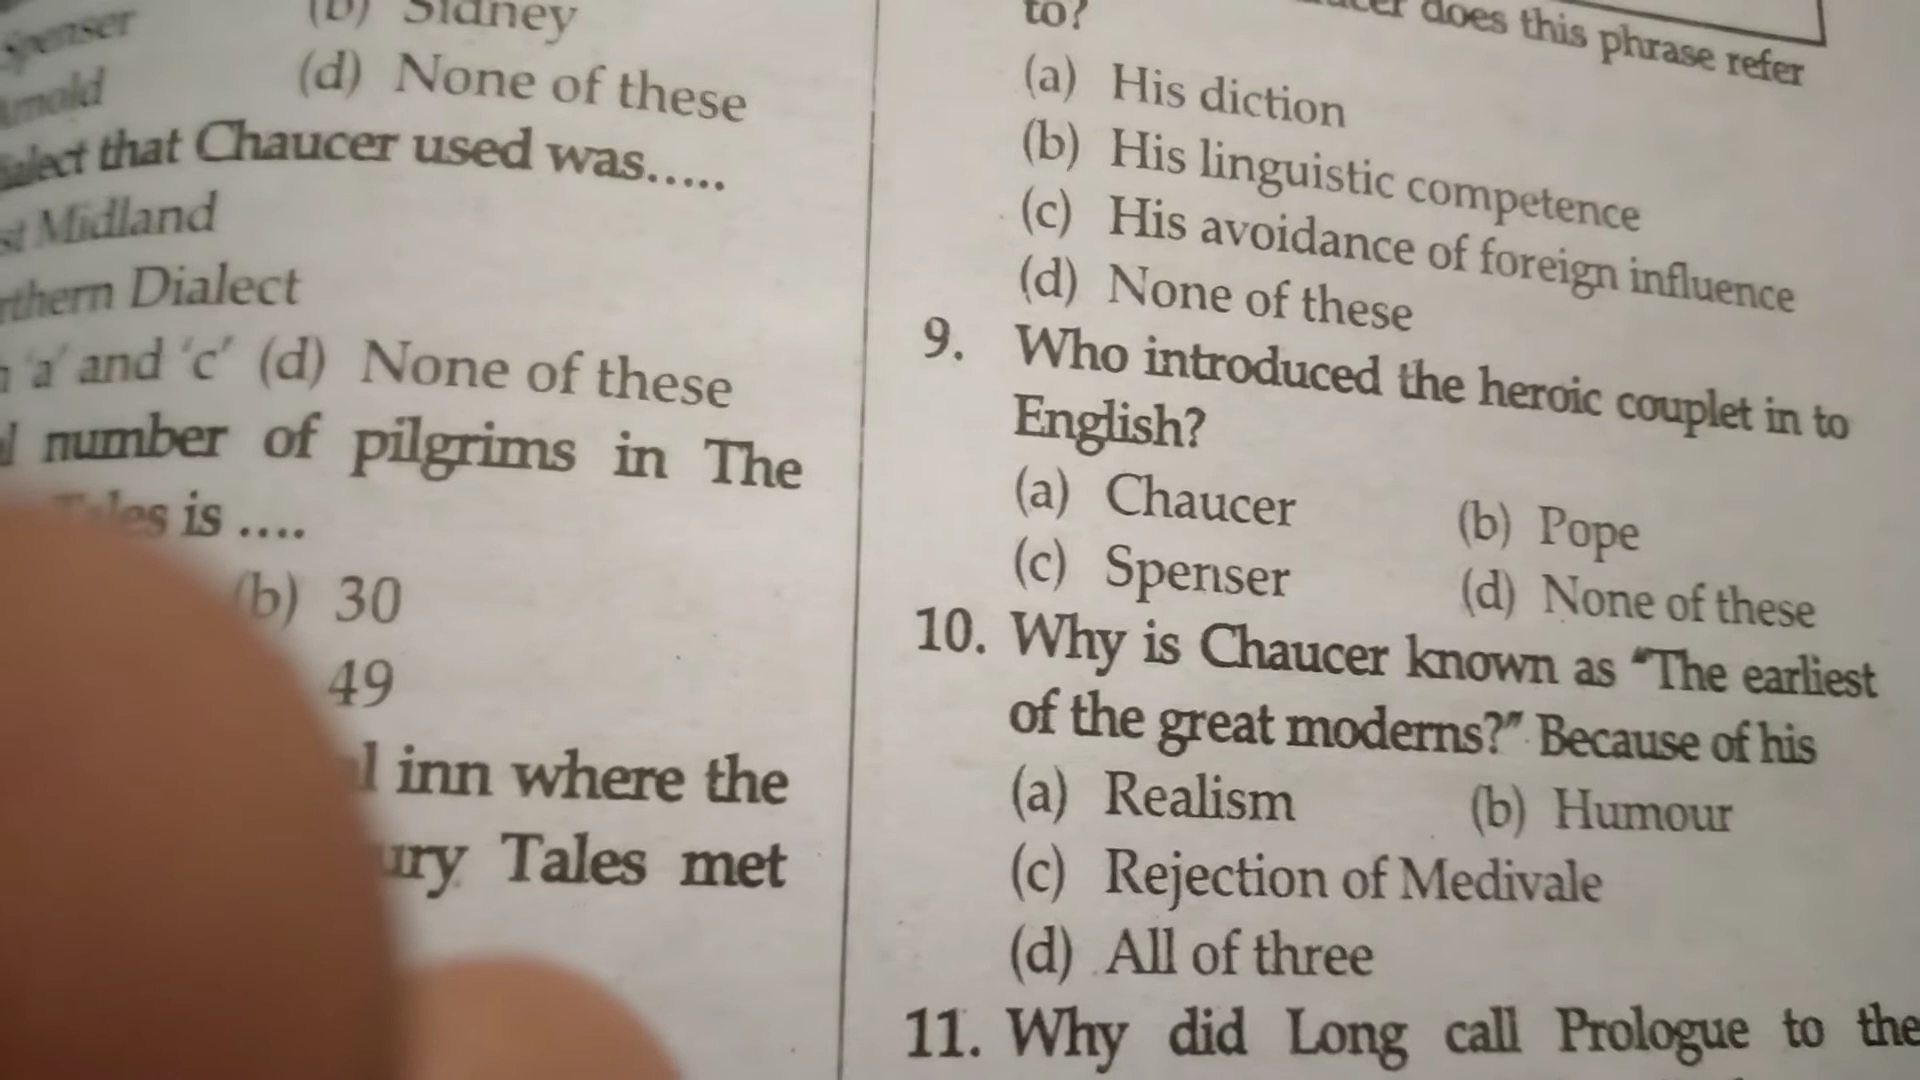 Spenser
(b) Sidney
Arnold
(d) None of these
that Chaucer used was.....
Midland
Dialect
'a' and 'c' (d) None of these
number of pilgrims in The
is ....
(b) 30
49
inn where the
Tales met
to?
does this phrase refer
(a) His diction
(b) His linguistic competence
(c) His avoidance of foreign influence
(d) None of these
9. Who introduced the heroic couplet in to
English?
(a) Chaucer (b) Pope
(c) Spenser (d) None of these
10. Why is Chaucer known as "The earliest
of the great moderns?" Because of his
(a) Realism (b) Humour
(c) Rejection of Medivale
(d) All of three
11. Why did Long call Prologue to the